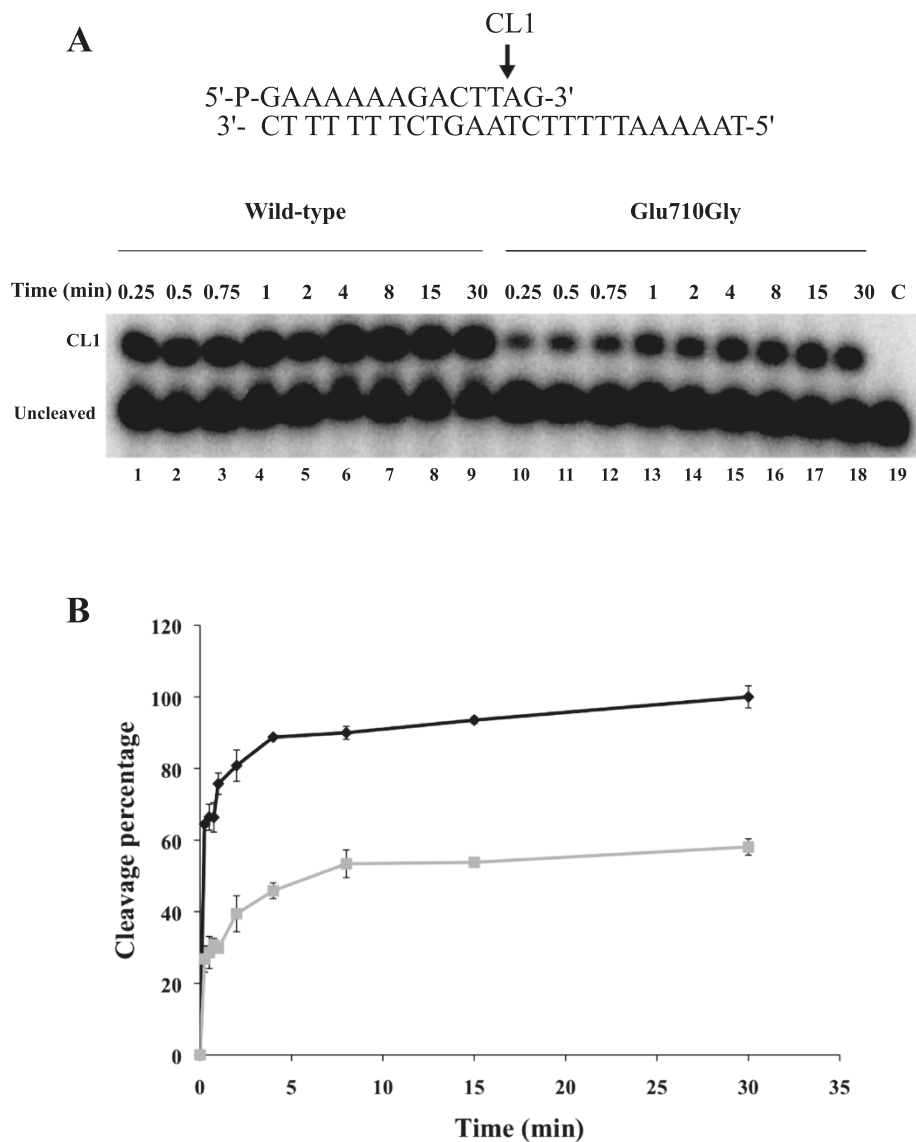 A
CL1
5'-P-GAAAAAAGACTTAG-3'
3'- CT TT TT TCTGAATCTTTTTAAAAAT-5'
Wild-type Glu710Gly
Time (min) 0.25 0.5 0.75 1 2 4 8 15 30 0.25 0.5 0.75 1 2 4 8 15 30 C
CL1
Uncleaved
1 2 3 4 5 6 7 8 9 10 11 12 13 14 15 16 17 18 19
B
Cleavage percentage
120
100
80
60
40
20
0
0 5 10 15 20 25 30 35
Time (min)